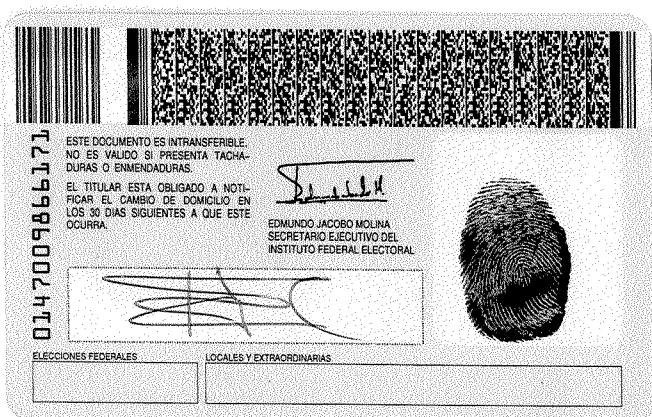 ESTE DOCUMENTO ES INTRANSFERIBLE.
NO ES VALIDO SI PRESENTA TACHA-
DURAS O ENMENDADURAS.
EL TITULAR ESTA OBLIGADO A NOTI-
FICAR EL CAMBIO DE DOMICILIO EN
LOS 30 DIAS SIGUIENTES A QUE ESTE
OCURRA.
EDMUNDO JACOBO MOLINA
SECRETARIO EJECUTIVO DEL
INSTITUTO FEDERAL ELECTORAL
0147009866171
ELECCIONES FEDERALES
LOCALES Y EXTRAORDINARIAS